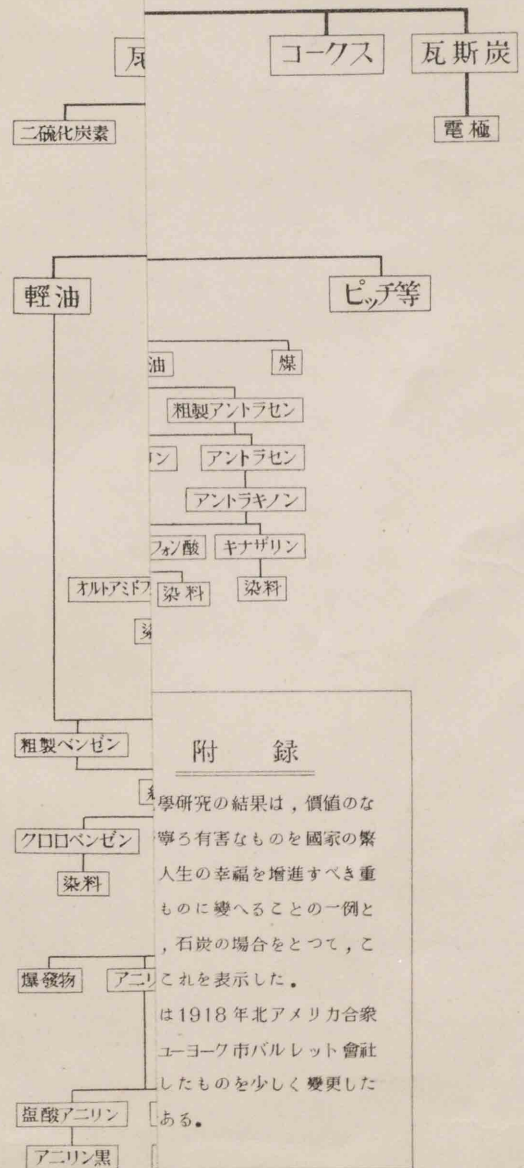 瓦
コークス
瓦斯炭
二硫化炭素
電極
輕油
ピッチ等
油
煤
粗製アントラセン
リン
アントラセン
アントラキノン
フォン酸
キナザリン
オルトアミドフ
染料
染料
染
粗製ベンゼン
附 録
學硏究の結果は，價値のな
寧ろ有害なものを國家の繁
クロロベンゼン
人生の幸福を增進すべき重
染料
ものに變へることの一例と
，石炭の場合をとつて，こ
爆發物
アニリ
これを表示した．
は1918年北アメリカ合衆
ユーヨーク市バルレット會社
したものを少しく變更した
塩酸アニリン
ある．
アニリン黒